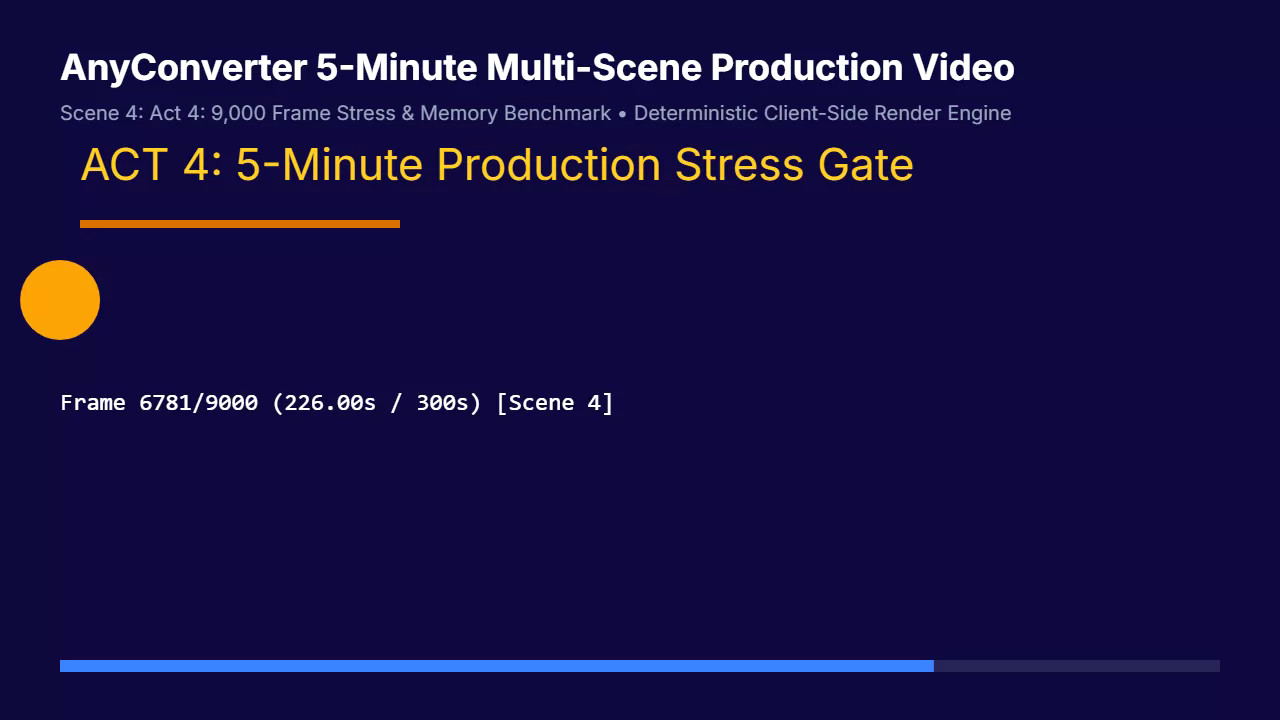 AnyConverter 5-Minute Multi-Scene Production Video
Scene 4: Act 4: 9,000 Frame Stress & Memory Benchmark • Deterministic Client-Side Render Engine
ACT 4: 5-Minute Production Stress Gate
Frame 6781/9000 (226.00s / 300s) [Scene 4]